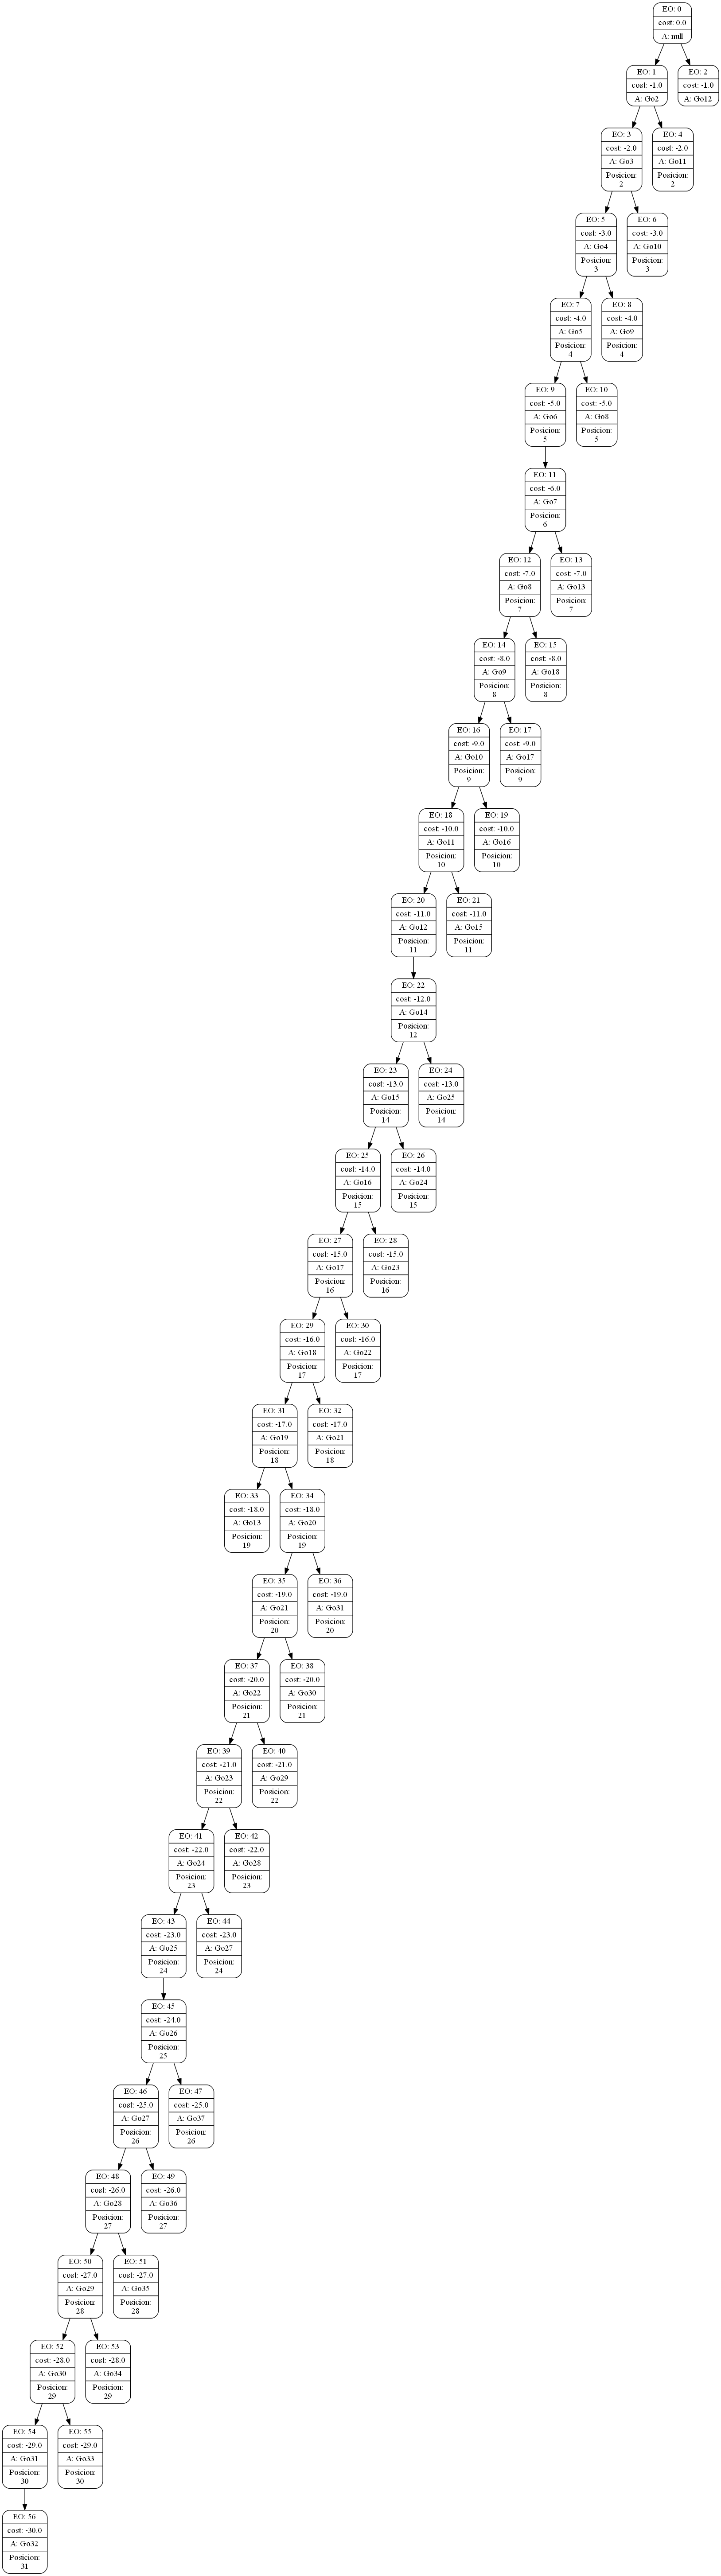 EO: 0
cost: 0.0
A: null
EO: 1
cost: -1.0
A: Go2
EO: 2
cost: -1.0
A: Go12
EO: 3
cost: -2.0
A: Go3
Posicion:
2
EO: 4
cost: -2.0
A: Go11
Posicion:
2
EO: 5
cost: -3.0
A: Go4
Posicion:
3
EO: 6
cost: -3.0
A: Go10
Posicion:
3
EO: 7
cost: -4.0
A: Go5
Posicion:
4
EO: 8
cost: -4.0
A: Go9
Posicion:
4
EO: 9
cost: -5.0
A: Go6
Posicion:
5
EO: 10
cost: -5.0
A: Go8
Posicion:
5
EO: 11
cost: -6.0
A: Go7
Posicion:
6
EO: 12
cost: -7.0
A: Go8
Posicion:
7
EO: 13
cost: -7.0
A: Go13
Posicion:
7
EO: 14
cost: -8.0
A: Go9
Posicion:
8
EO: 15
cost: -8.0
A: Go18
Posicion:
8
EO: 16
cost: -9.0
A: Go10
Posicion:
9
EO: 17
cost: -9.0
A: Go17
Posicion:
9
EO: 18
cost: -10.0
A: Go11
Posicion:
10
EO: 19
cost: -10.0
A: Go16
Posicion:
10
EO: 20
cost: -11.0
A: Go12
Posicion:
11
EO: 21
cost: -11.0
A: Go15
Posicion:
11
EO: 22
cost: -12.0
A: Go14
Posicion:
12
EO: 23
cost: -13.0
A: Go15
Posicion:
14
EO: 24
cost: -13.0
A: Go25
Posicion:
14
EO: 25
cost: -14.0
A: Go16
Posicion:
15
EO: 26
cost: -14.0
A: Go24
Posicion:
15
EO: 27
cost: -15.0
A: Go17
Posicion:
16
EO: 28
cost: -15.0
A: Go23
Posicion:
16
EO: 29
cost: -16.0
A: Go18
Posicion:
17
EO: 30
cost: -16.0
A: Go22
Posicion:
17
EO: 31
cost: -17.0
A: Go19
Posicion:
18
EO: 32
cost: -17.0
A: Go21
Posicion:
18
EO: 33
cost: -18.0
A: Go13
Posicion:
19
EO: 34
cost: -18.0
A: Go20
Posicion:
19
EO: 35
cost: -19.0
A: Go21
Posicion:
20
EO: 36
cost: -19.0
A: Go31
Posicion:
20
EO: 37
cost: -20.0
A: Go22
Posicion:
21
EO: 38
cost: -20.0
A: Go30
Posicion:
21
EO: 39
cost: -21.0
A: Go23
Posicion:
22
EO: 40
cost: -21.0
A: Go29
Posicion:
22
EO: 41
cost: -22.0
A: Go24
Posicion:
23
EO: 42
cost: -22.0
A: Go28
Posicion:
23
EO: 43
cost: -23.0
A: Go25
Posicion:
24
EO: 44
cost: -23.0
A: Go27
Posicion:
24
EO: 45
cost: -24.0
A: Go26
Posicion:
25
EO: 46
cost: -25.0
A: Go27
Posicion:
26
EO: 47
cost: -25.0
A: Go37
Posicion:
26
EO: 48
cost: -26.0
A: Go28
Posicion:
27
EO: 49
cost: -26.0
A: Go36
Posicion:
27
EO: 50
cost: -27.0
A: Go29
Posicion:
28
EO: 51
cost: -27.0
A: Go35
Posicion:
28
EO: 52
cost: -28.0
A: Go30
Posicion:
29
EO: 53
cost: -28.0
A: Go34
Posicion:
29
EO: 54
cost: -29.0
A: Go31
Posicion:
30
EO: 55
cost: -29.0
A: Go33
Posicion:
30
EO: 56
cost: -30.0
A: Go32
Posicion:
31